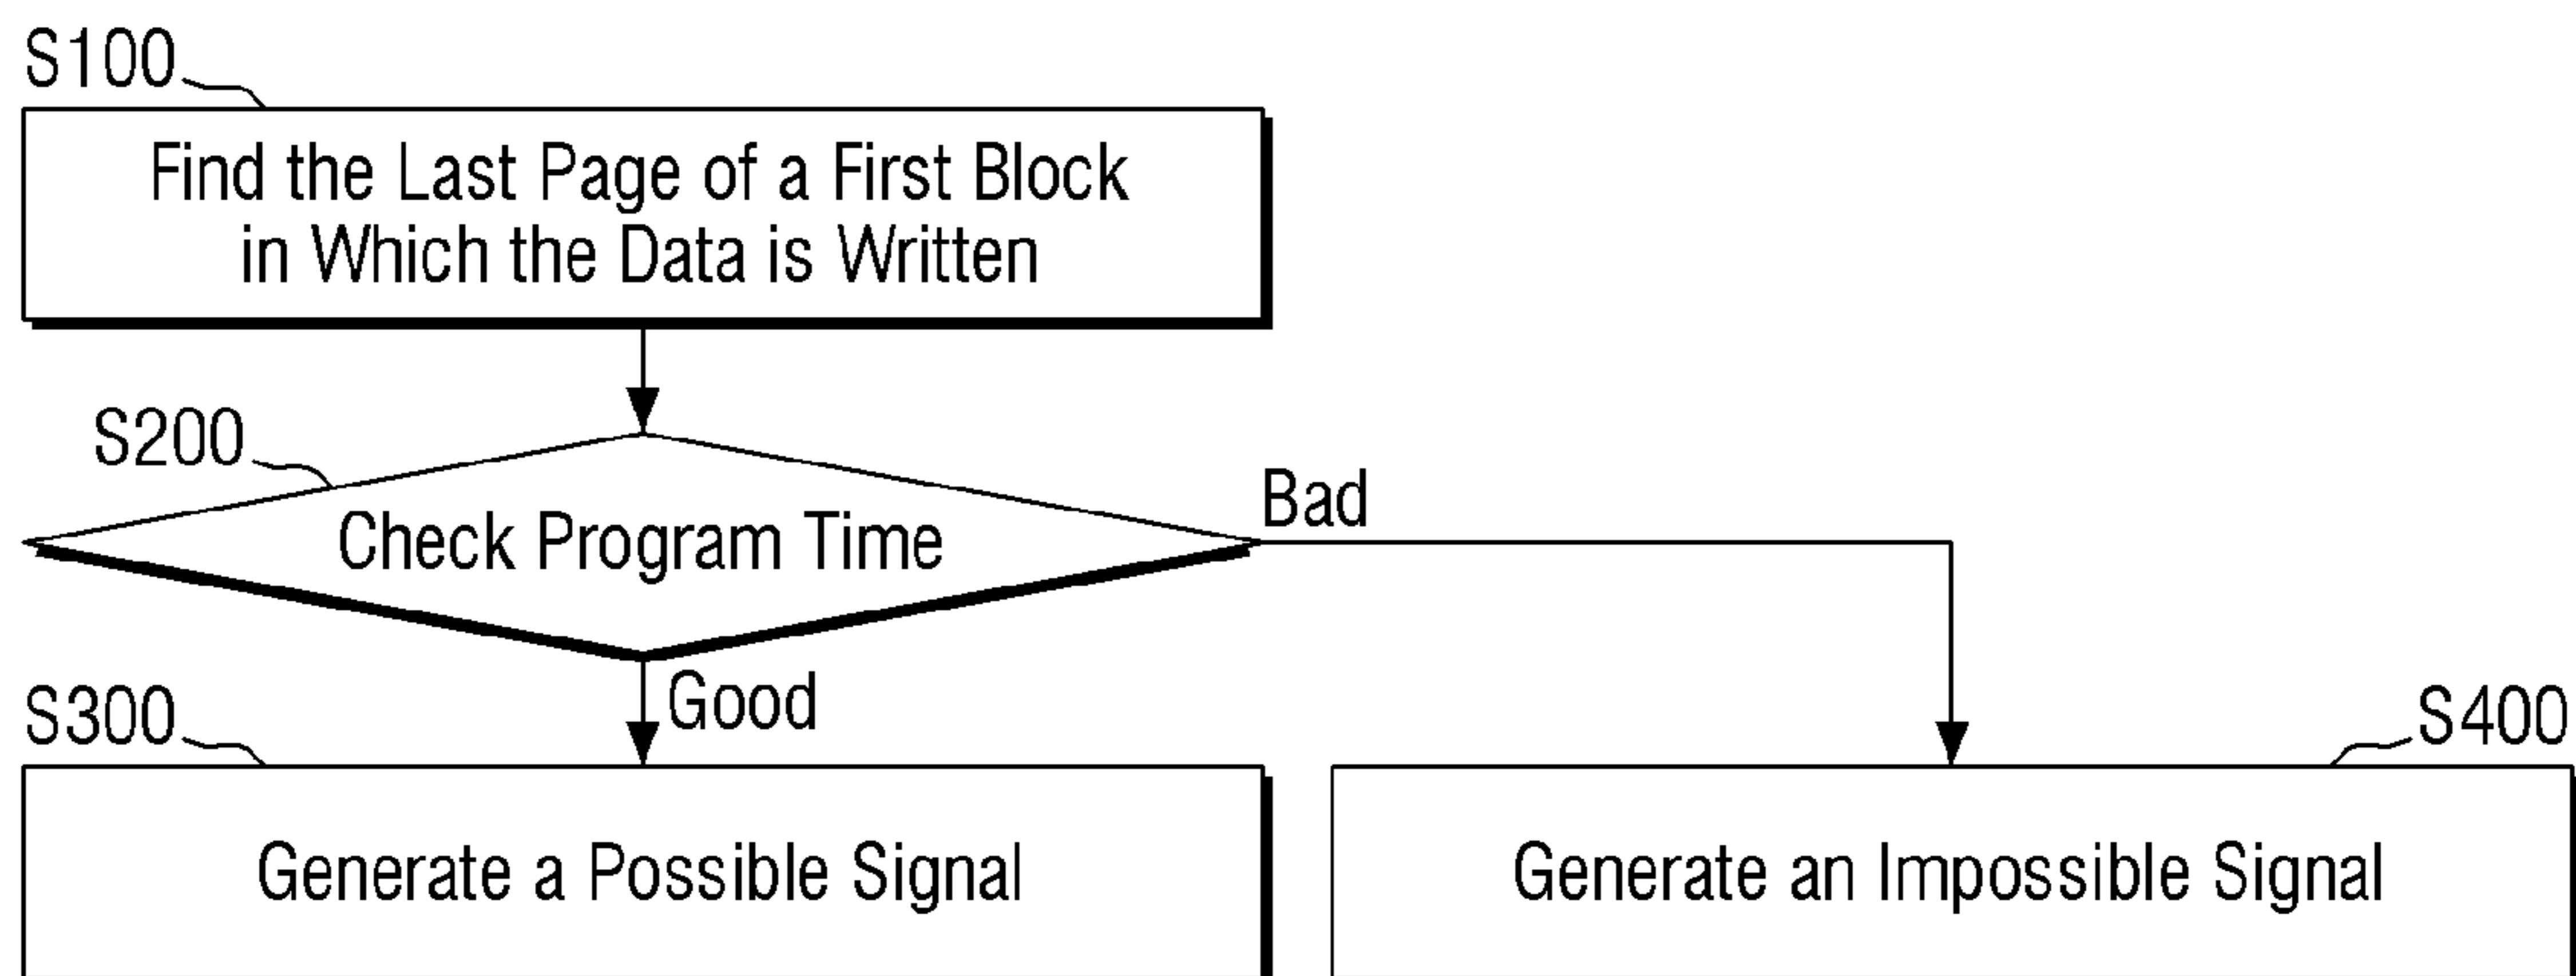 S100
Find the Last Page of a First Block
in Which the Data is Written
S200
Check Program Time
Bad
Good
S300
S400
Generate a Possible Signal
Generate an Impossible Signal